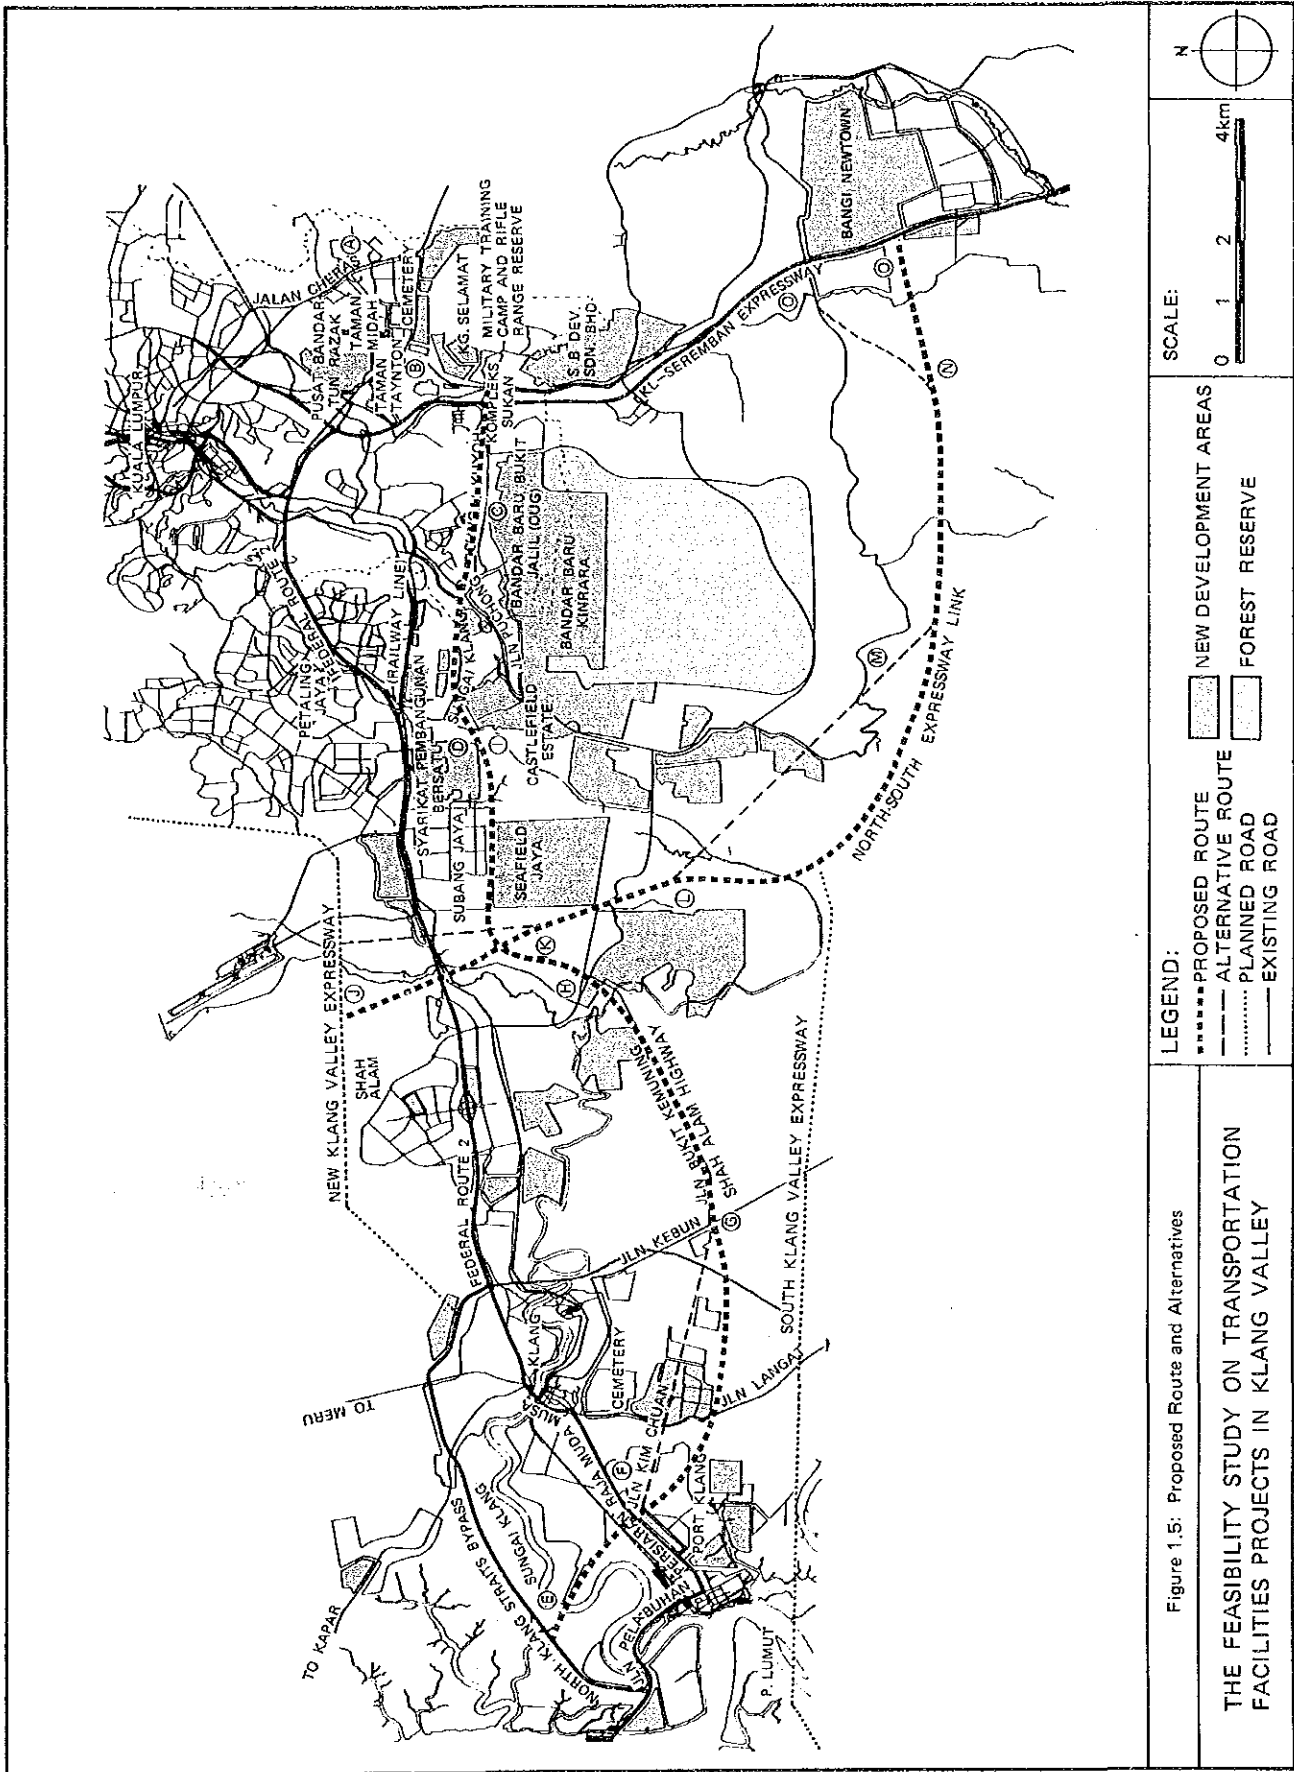 KUALA LUMPUR
JALAN CHERAS
A
PUSAT BANDAR
TUN RAZAK
TAMAN
TAMAN MIDAH
TAYNTON
CEMETERY
B
KG. SELAMAT
MILITARY TRAINING
CAMP AND RIFLE
RANGE RESERVE
KOMPLEKS
SUKAN
S.B DEV.
SDN. BHD.
KL-SEREMBAN EXPRESSWAY
BANGI NEWTOWN
O
O
N
PETALING
JAYA
FEDERAL ROUTE 2
(RAILWAY LINE)
SYARIKAT PEMBANGUNAN
BERSATU
SUNGAI KLANG
JLN PUCHONG
C
BANDAR BARU BUKIT
JALIL (OUG)
BANDAR BARU
KINRARA
CASTLEFIELD
ESTATE
D
I
SUBANG JAYA
SEAFIELD
JAYA
M
NORTH-SOUTH EXPRESSWAY LINK
L
K
H
J
NEW KLANG VALLEY EXPRESSWAY
SHAH
ALAM
FEDERAL ROUTE 2
JLN BUKIT KEMUNING
SHAH ALAM HIGHWAY
G
JLN KEBUN
SOUTH KLANG VALLEY EXPRESSWAY
TO MERU
KLANG
CEMETERY
JLN LANGAT
JLN KIM CHUAN
F
PERSIARAN RAJA MUDA MUSA
PORT KLANG
TO KAPAR
NORTH KLANG STRAITS BYPASS
SUNGAI KLANG
E
JLN PELABUHAN
P. LUMUT
Figure 1.5: Proposed Route and Alternatives
THE FEASIBILITY STUDY ON TRANSPORTATION
FACILITIES PROJECTS IN KLANG VALLEY
LEGEND:
PROPOSED ROUTE
ALTERNATIVE ROUTE
PLANNED ROAD
EXISTING ROAD
NEW DEVELOPMENT AREAS
FOREST RESERVE
SCALE:
0 1 2 4km
N